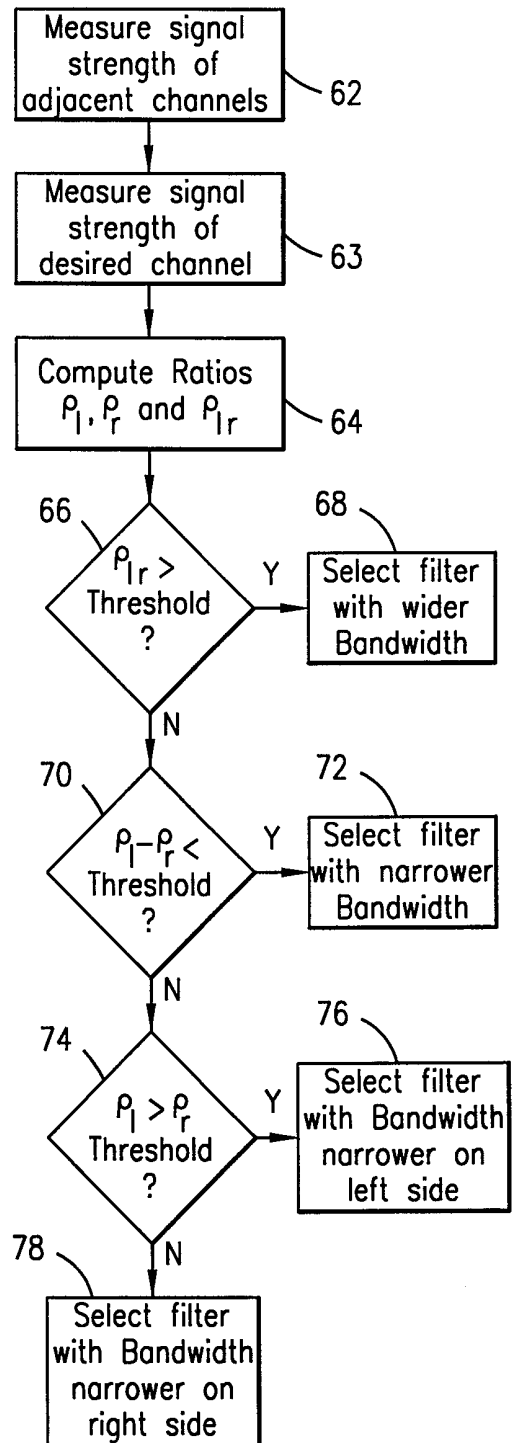 Measure signal
strength of
adjacent channels
62
Measure signal
strength of
desired channel
63
Compute Ratios
ρl, ρr and ρlr
64
66
ρlr >
Threshold
?
Y
68
Select filter
with wider
Bandwidth
N
70
ρl-ρr <
Threshold
?
Y
72
Select filter
with narrower
Bandwidth
N
74
ρl > ρr
Threshold
?
Y
76
Select filter
with Bandwidth
narrower on
left side
N
78
Select filter
with Bandwidth
narrower on
right side